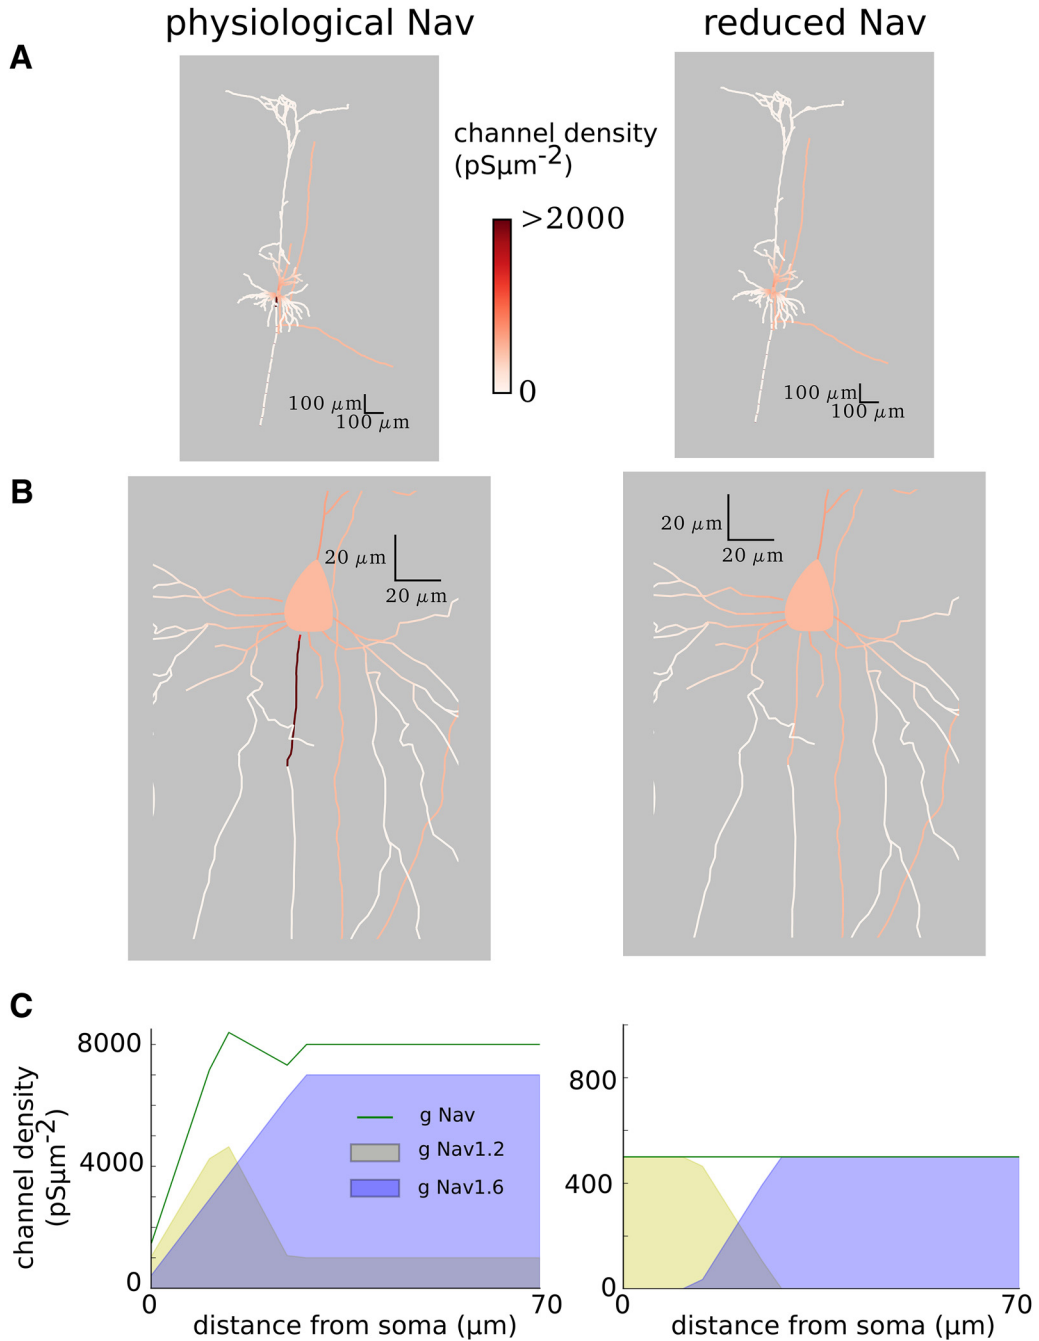 physiological Nav
reduced Nav
A
channel density
(pSµm-2)
>2000
0
100 µm
100 µm
100 µm
100 µm
B
20 µm
20 µm
20 µm
20 µm
C
channel density
(pSµm-2)
8000
4000
0
g Nav
g Nav1.2
g Nav1.6
0
70
distance from soma (µm)
800
400
0
0
70
distance from soma (µm)